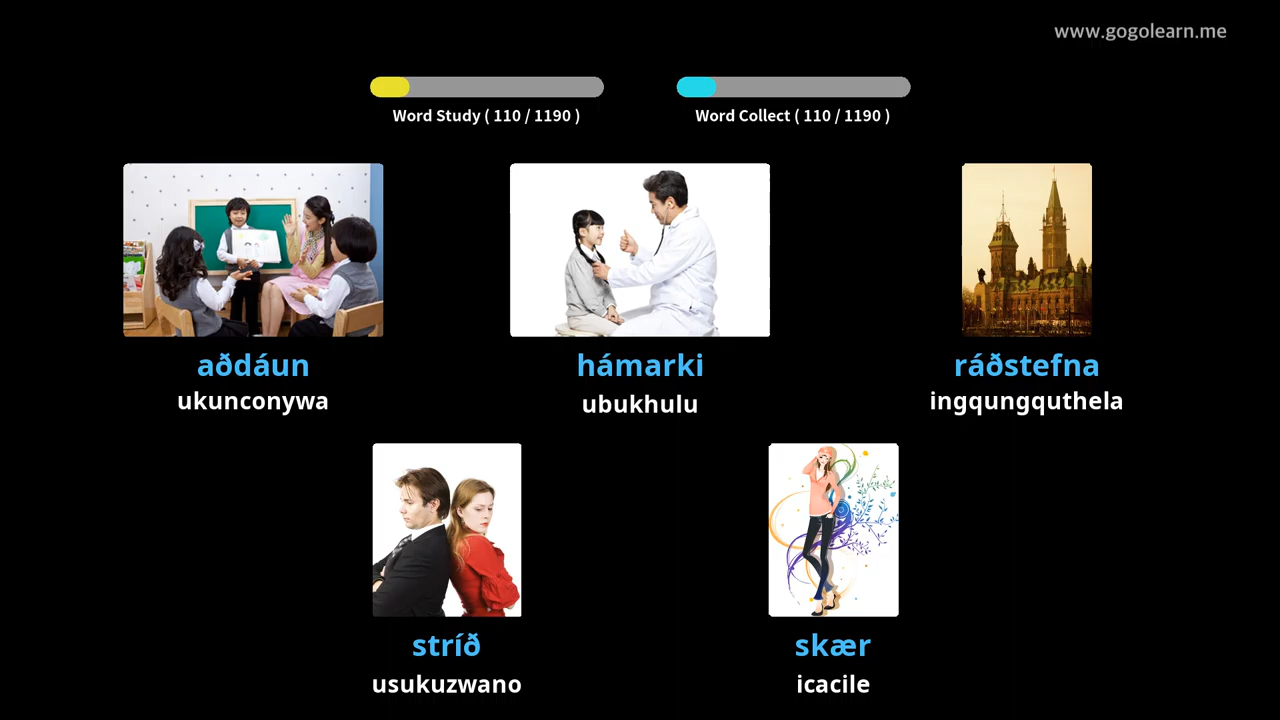 www.gogolearn.me
Word Study ( 110 / 1190 )
Word Collect ( 110 / 1190 )
aðdáun
ukunconywa
hámarki
ubukhulu
ráðstefna
ingqungquthela
stríð
usukuzwano
skær
icacile